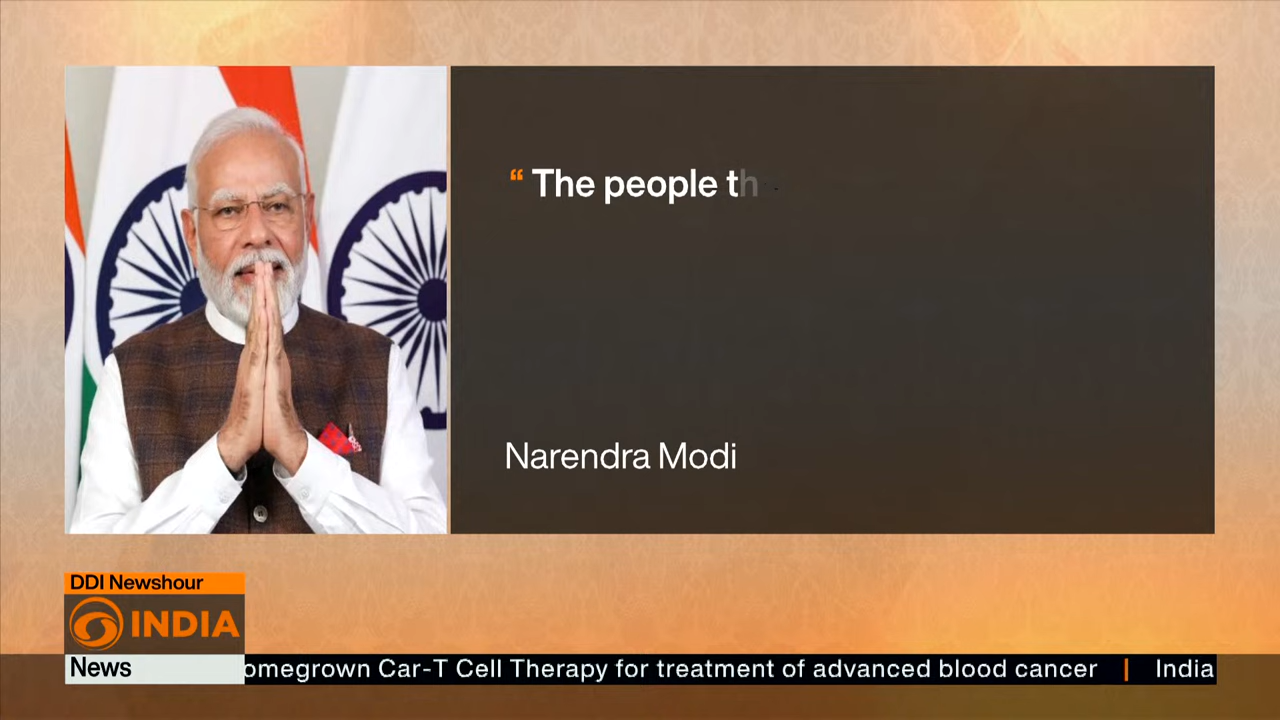 “ The people th
Narendra Modi
DDI Newshour
INDIA
News
omegrown Car-T Cell Therapy for treatment of advanced blood cancer | India